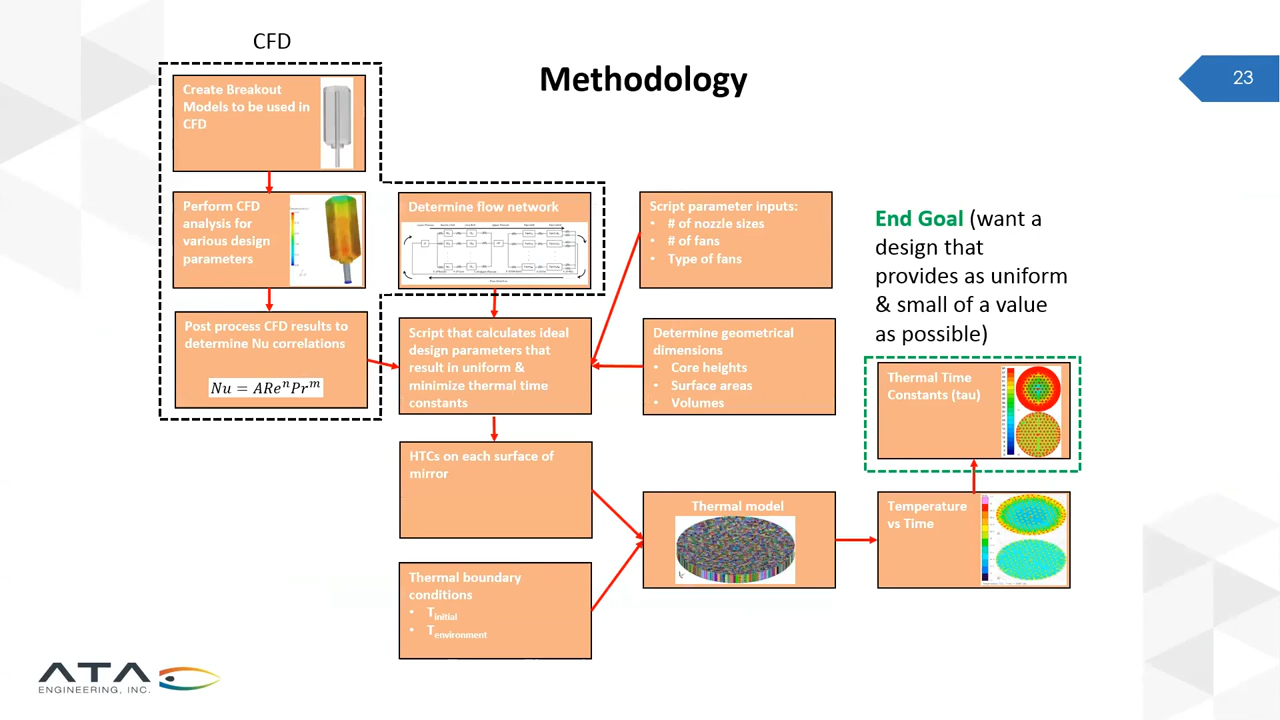 CFD
Methodology
23
Create Breakout
Models to be used in
CFD
Perform CFD
analysis for
various design
parameters
Post process CFD results to
determine Nu correlations
Nu = AReⁿPrᵐ
Determine flow network
Script that calculates ideal
design parameters that
result in uniform &
minimize thermal time
constants
HTCs on each surface of
mirror
Thermal boundary
conditions
• T_initial
• T_environment
Script parameter inputs:
• # of nozzle sizes
• # of fans
• Type of fans
Determine geometrical
dimensions
• Core heights
• Surface areas
• Volumes
Thermal model
End Goal (want a
design that
provides as uniform
& small of a value
as possible)
Thermal Time
Constants (tau)
Temperature
vs Time
ATA
ENGINEERING, INC.